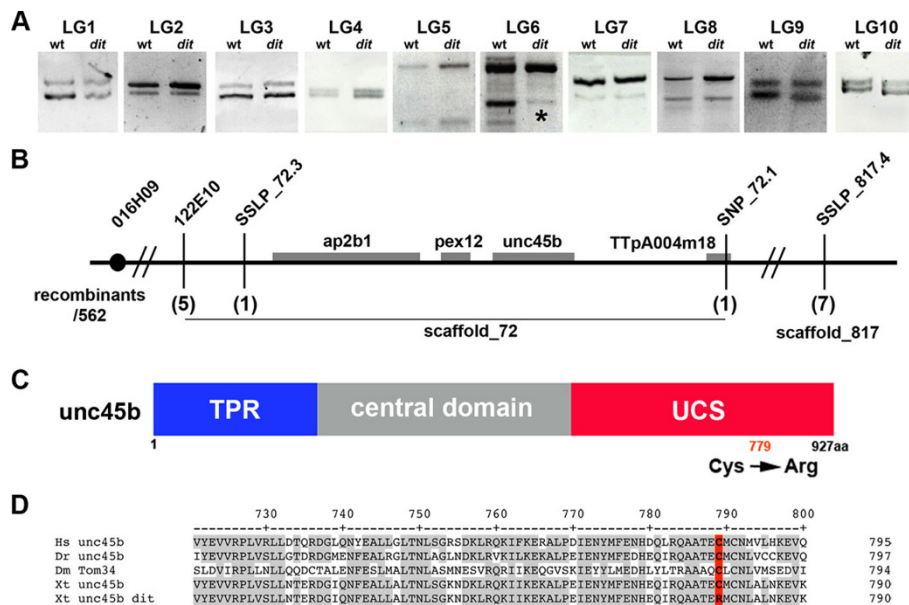 A
LG1 LG2 LG3 LG4 LG5 LG6 LG7 LG8 LG9 LG10
wt dit wt dit wt dit wt dit wt dit wt dit wt dit wt dit wt dit wt dit
*
B
016H09 122E10 SSLP_72.3 SNP_72.1 SSLP_817.4
ap2b1 pex12 unc45b TTpA004m18
recombinants
/562
(5) (1) (1) (7)
scaffold_72 scaffold_817
C
unc45b TPR central domain UCS
1 779 927aa
Cys Arg
D
730 740 750 760 770 780 790 800
Hs unc45b VYEVVRPLVRLLDTQRDGLQNYEALLGLTNLSGRSDKLRQKIFKERALPDIENYMFENHDQLRQAATECMCNMVLHKEVQ 795
Dr unc45b VYEVVRPLVSLLGTDRDGMENFEALRGLTNLAGLNDKLRVKIIKERALPEIENYMFENHEQIRQAATECMCNLVCCKEVQ 797
Dm Tom34 SLDVIRPLLNLLQQDCTALENFESLMALTNLASMNESVRQRIIKEQGVSKIEYYLMEDHLYLTRAAAQCLCNLVMSEDVI 794
Xt unc45b VYEVVRPLVSLLNTERDGIQNFEALLALTNLSGLNDKLRQKIIKEKALPEIENYMFENHDQIRQAATECMCNLALNKEVK 790
Xt unc45b dit VYEVVRPLVSLLNTERDGIQNFEALLALTNLSGLNDKLRQKIIKEKALPEIENYMFENHDQIRQAATERMCNLALNKEVK 790